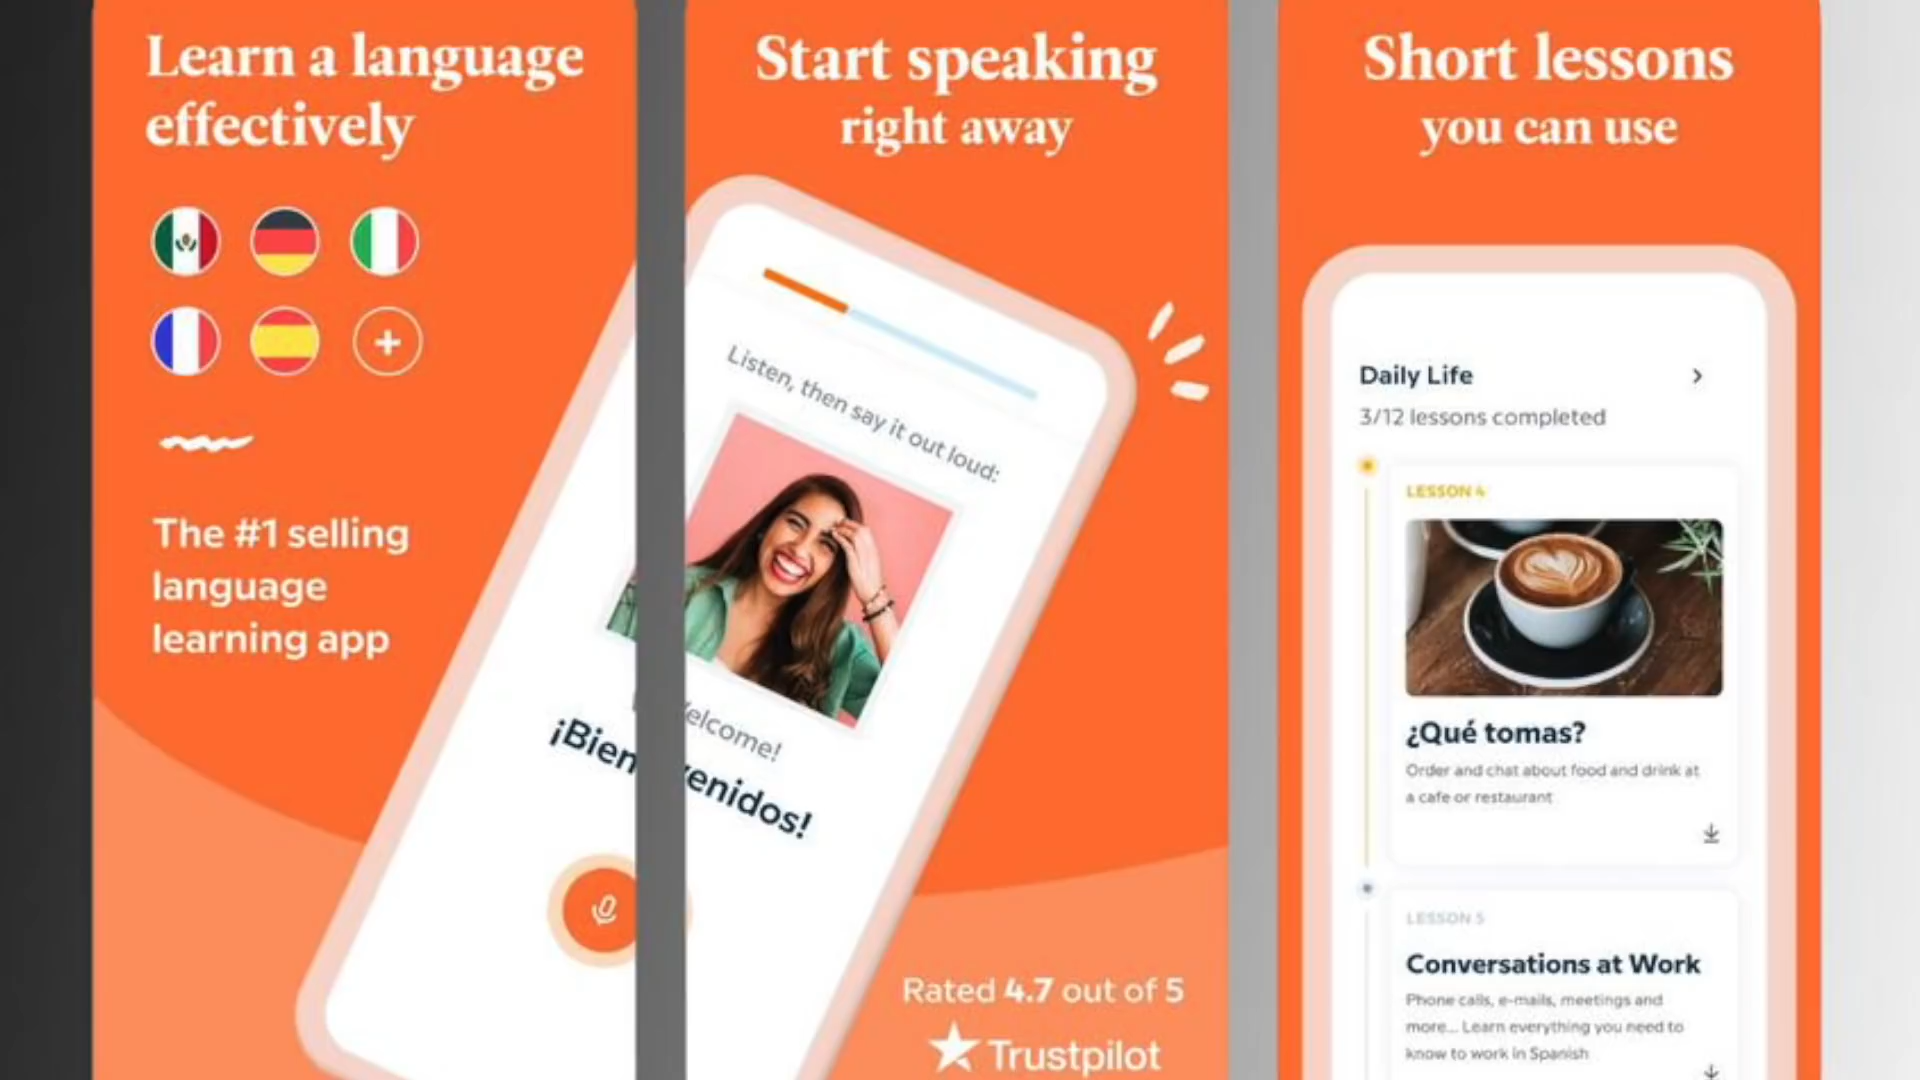 Learn a language
effectively
The #1 selling
language
learning app
¡Bien
Start speaking
right away
Listen, then say it out loud:
elcome!
venidos!
Rated 4.7 out of 5
Trustpilot
Short lessons
you can use
Daily Life
3/12 lessons completed
LESSON 4
¿Qué tomas?
Order and chat about food and drink at
a cafe or restaurant
LESSON 5
Conversations at Work
Phone calls, e-mails, meetings and
more... Learn everything you need to
know to work in Spanish